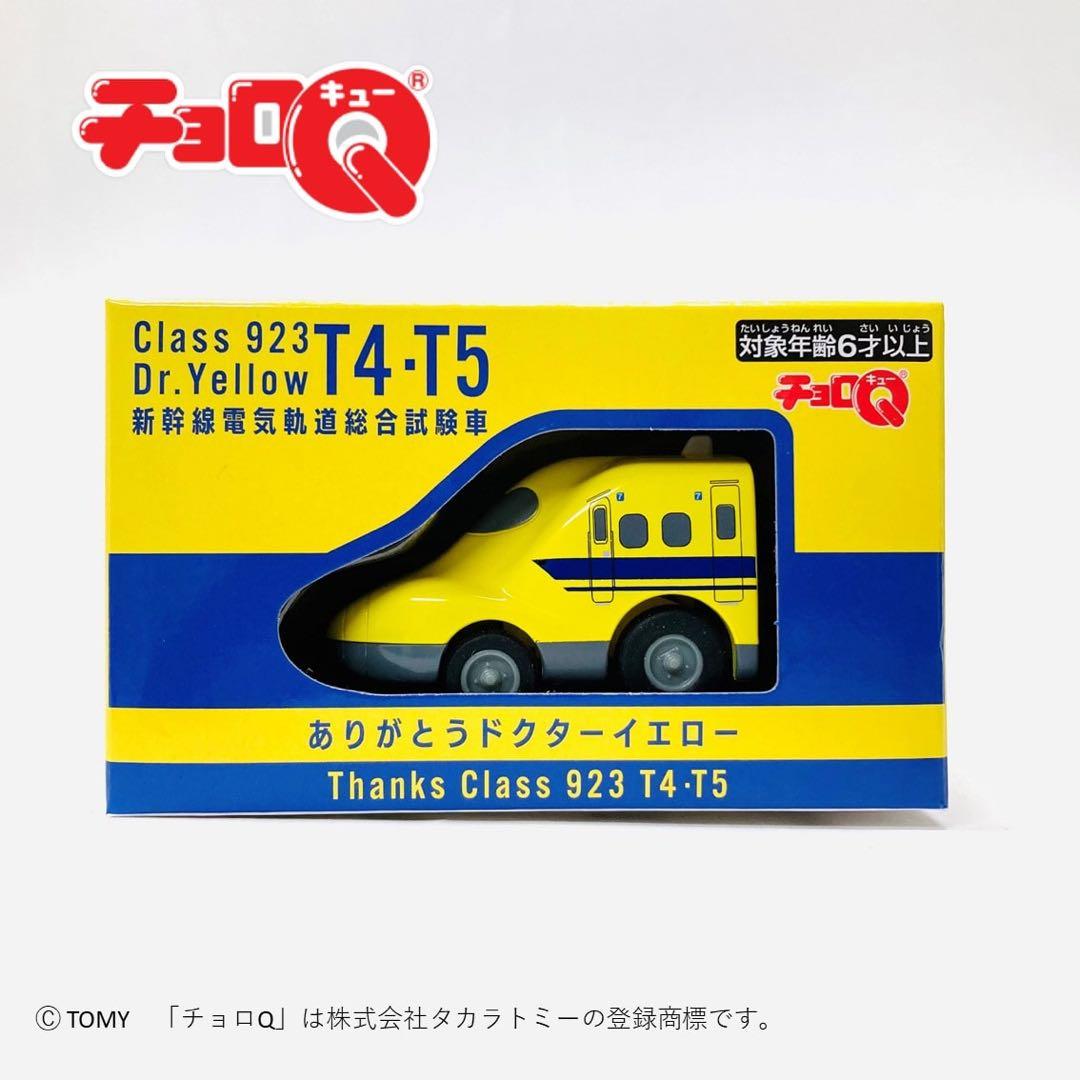 チョロQ
キュー
®
Class 923
Dr.Yellow
T4·T5
新幹線電気軌道総合試験車
たいしょうねんれい さい いじょう
対象年齢6才以上
チョロQ
キュー
®
7 7
ありがとうドクターイエロー
Thanks Class 923 T4·T5
Ⓒ TOMY 「チョロQ」は株式会社タカラトミーの登録商標です。